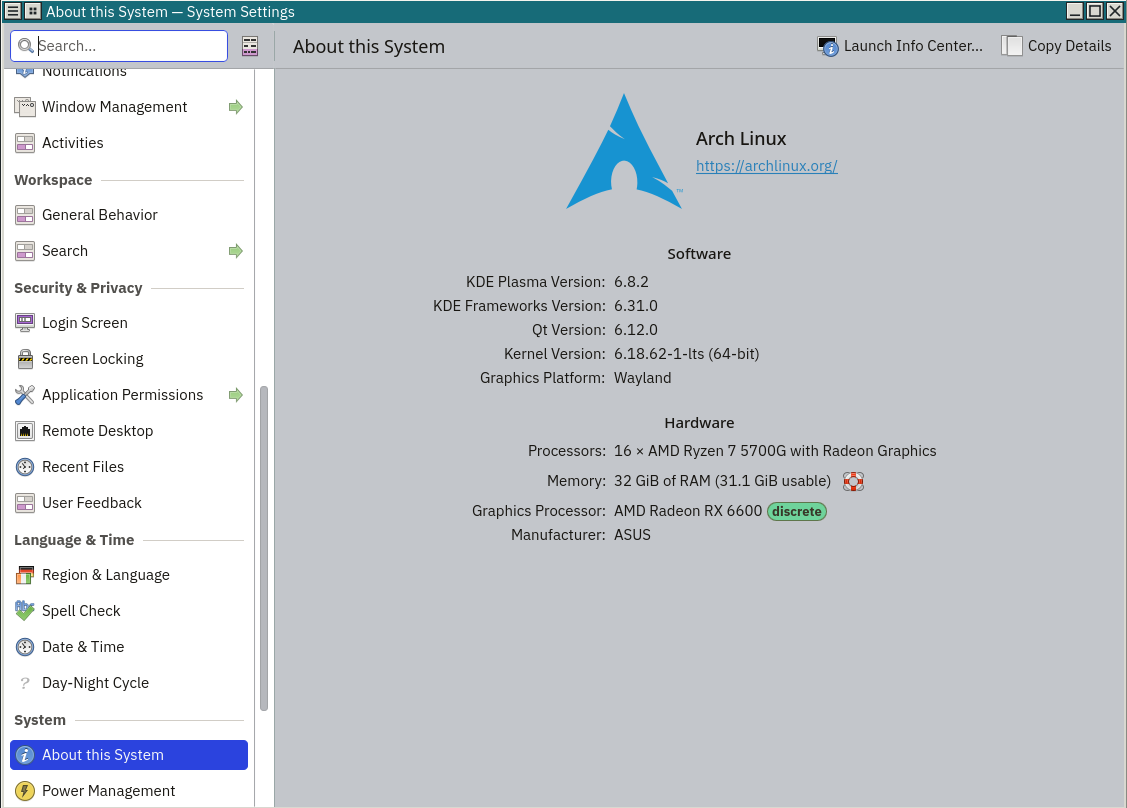 About this System — System Settings
Search...
About this System
Launch Info Center...
Copy Details
Notifications
Window Management
Activities
Workspace
General Behavior
Search
Security & Privacy
Login Screen
Screen Locking
Application Permissions
Remote Desktop
Recent Files
User Feedback
Language & Time
Region & Language
Spell Check
Date & Time
Day-Night Cycle
System
About this System
Power Management
Arch Linux
https://archlinux.org/
TM
Software
KDE Plasma Version: 6.8.2
KDE Frameworks Version: 6.31.0
Qt Version: 6.12.0
Kernel Version: 6.18.62-1-lts (64-bit)
Graphics Platform: Wayland
Hardware
Processors: 16 × AMD Ryzen 7 5700G with Radeon Graphics
Memory: 32 GiB of RAM (31.1 GiB usable)
Graphics Processor: AMD Radeon RX 6600 discrete
Manufacturer: ASUS